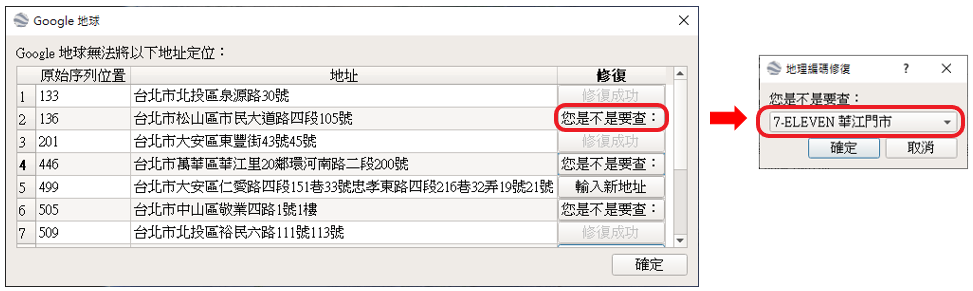 Google 地球
Google 地球無法將以下地址定位：
原始序列位置 地址 修復
1 133 台北市北投區泉源路30號 修復成功
2 136 台北市松山區市民大道路四段105號 您是不是要查：
3 201 台北市大安區東豐街43號45號 修復成功
4 446 台北市萬華區華江里20鄰環河南路二段200號 您是不是要查：
5 499 台北市大安區仁愛路四段151巷33號忠孝東路四段216巷32弄19號21號 輸入新地址
6 505 台北市中山區敬業四路1號1樓 您是不是要查：
7 509 台北市北投區裕民六路111號113號 修復成功
確定
地理編碼修復 ?
您是不是要查：
7-ELEVEN 華江門市
確定 取消